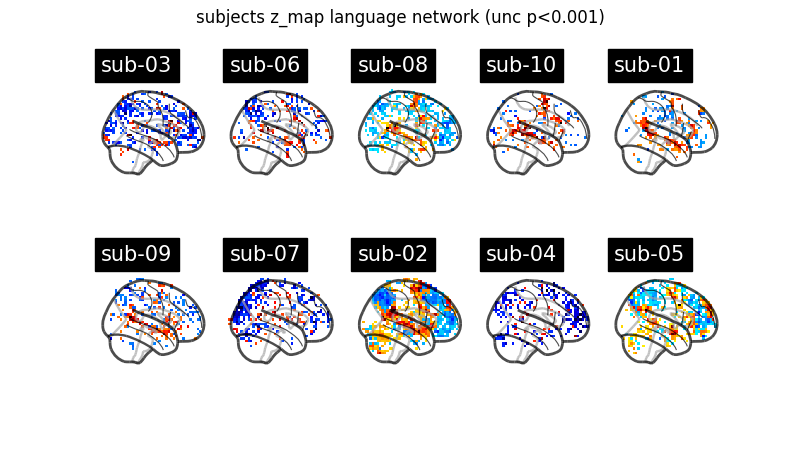 subjects z_map language network (unc p<0.001)
sub-03 sub-06 sub-08 sub-10 sub-01
sub-09 sub-07 sub-02 sub-04 sub-05